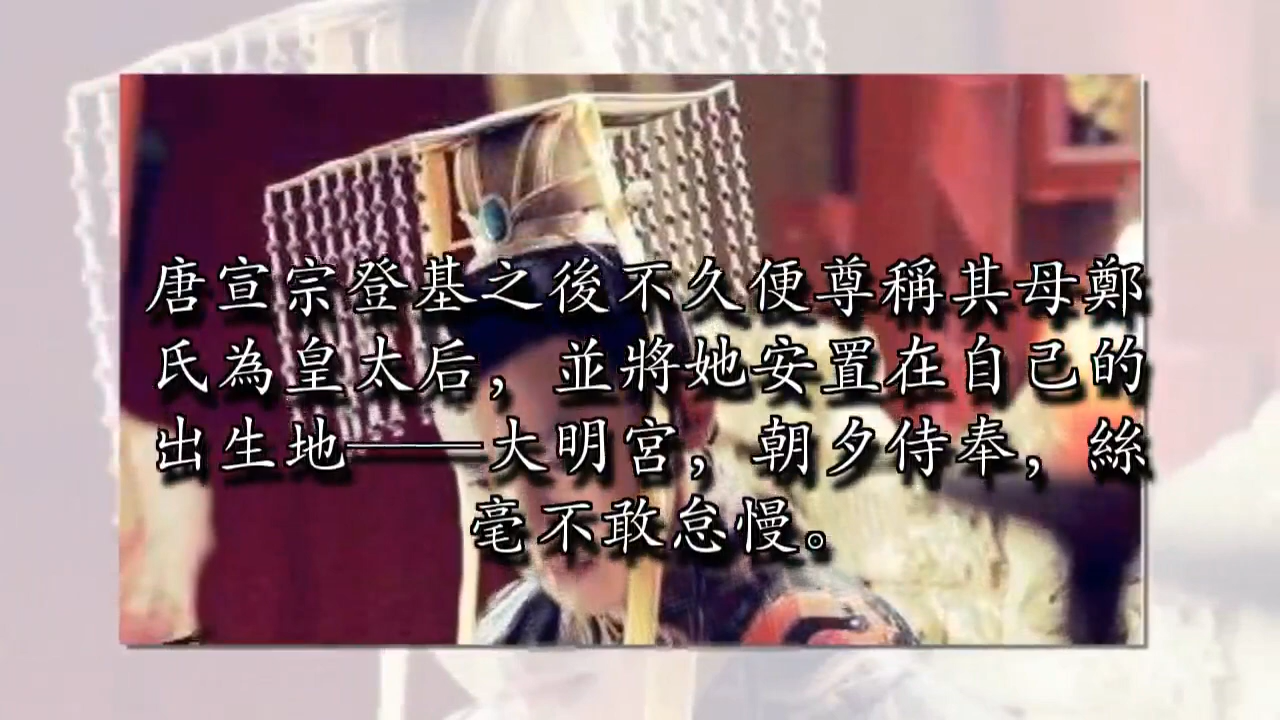 唐宣宗登基之後不久便尊稱其母鄭
氏為皇太后，並將她安置在自己的
出生地——大明宮，朝夕侍奉，絲
毫不敢怠慢。